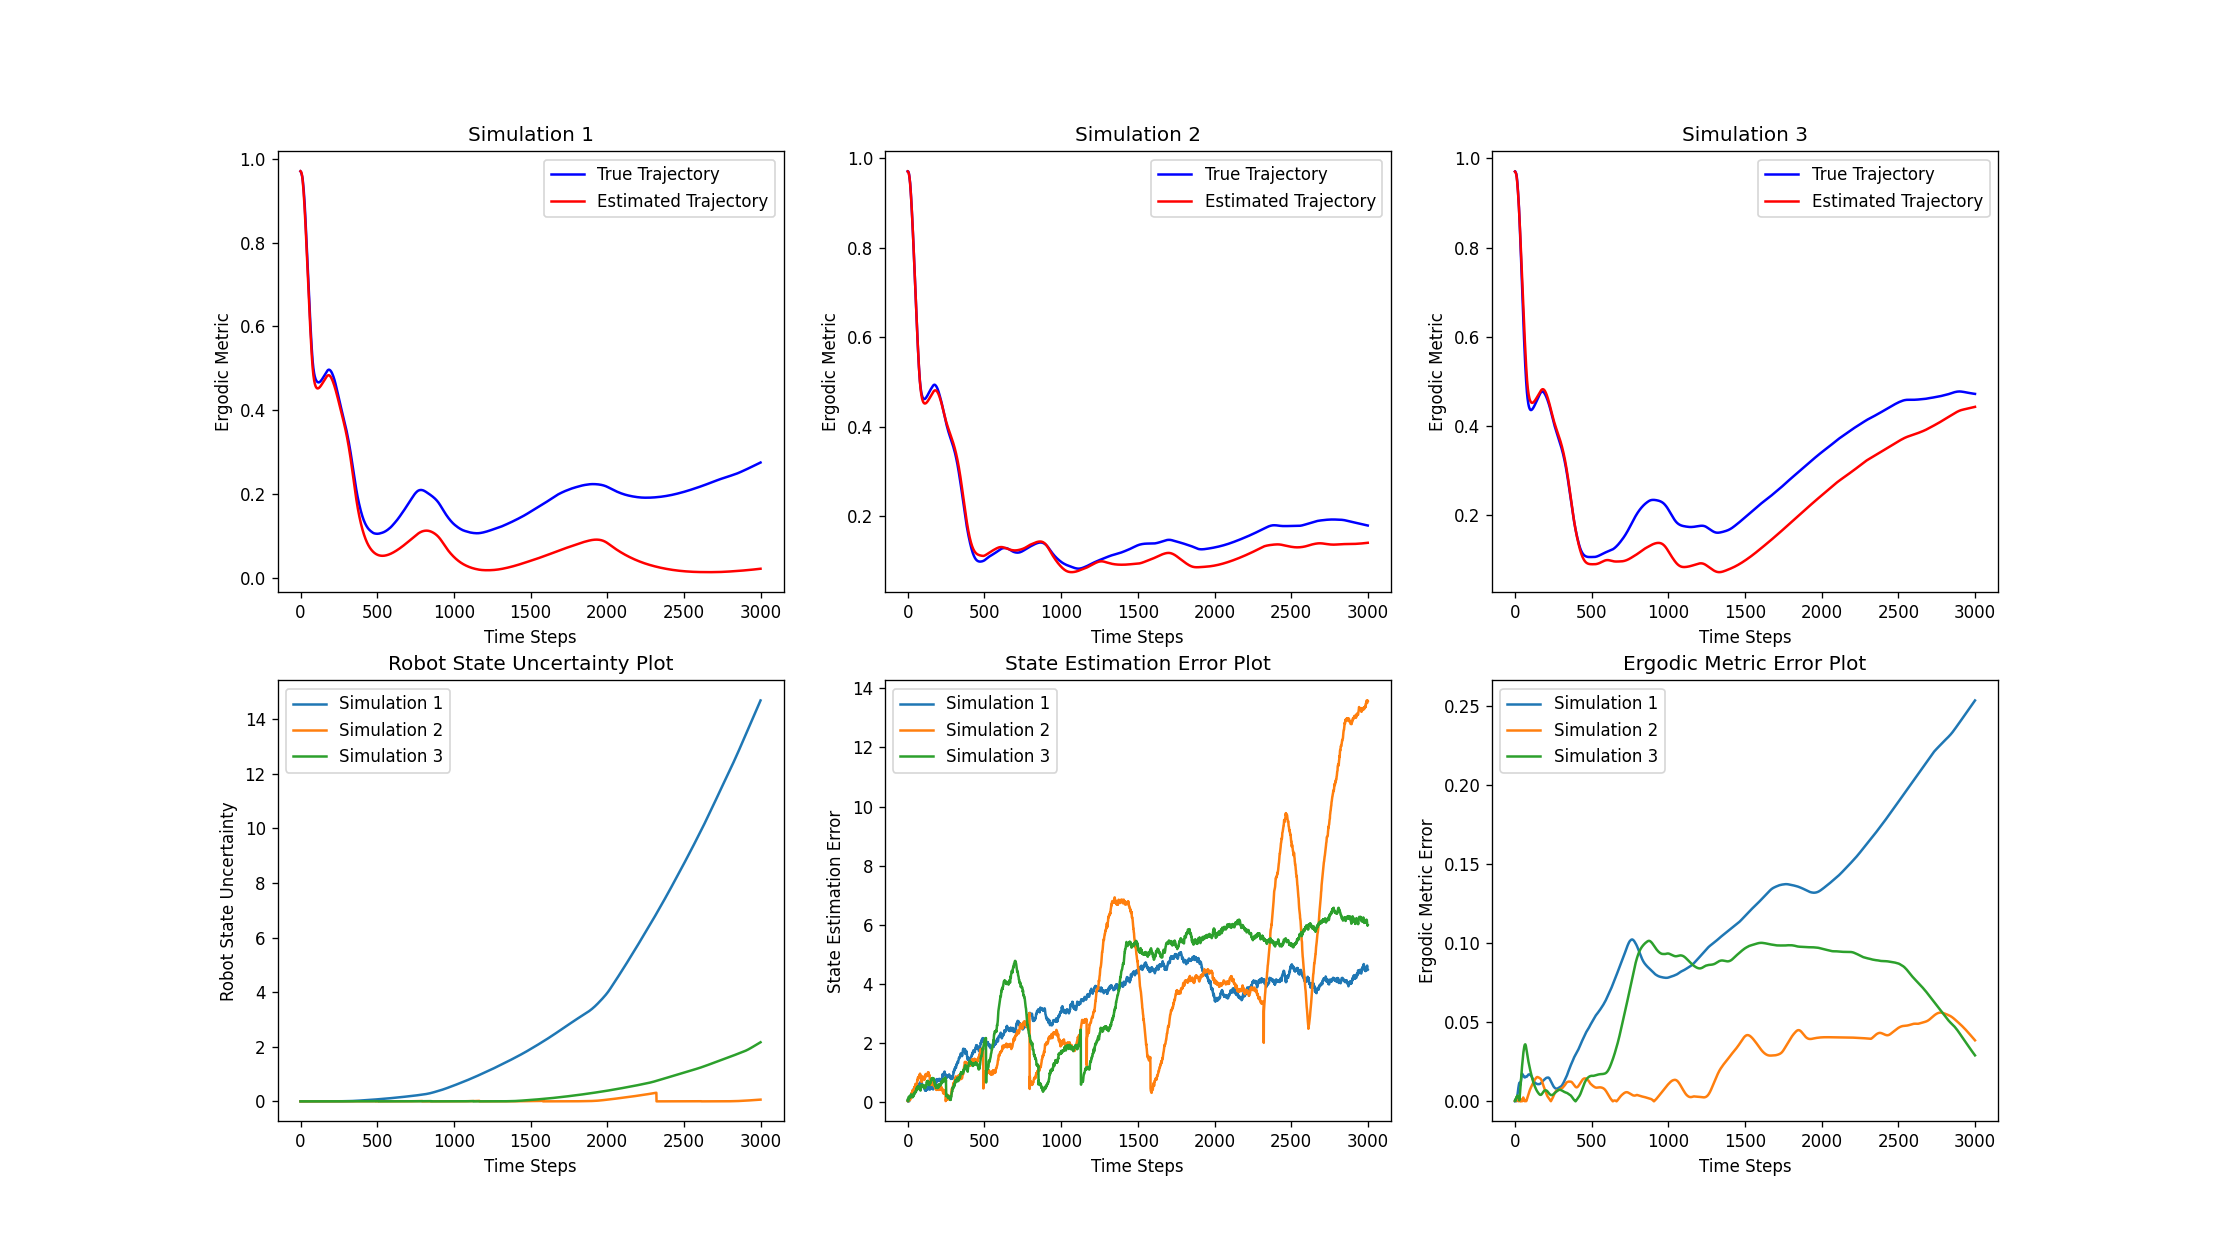 Simulation 1
Ergodic Metric
1.0
0.8
0.6
0.4
0.2
0.0
True Trajectory
Estimated Trajectory
0 500 1000 1500 2000 2500 3000
Time Steps
Simulation 2
Ergodic Metric
1.0
0.8
0.6
0.4
0.2
True Trajectory
Estimated Trajectory
0 500 1000 1500 2000 2500 3000
Time Steps
Simulation 3
Ergodic Metric
1.0
0.8
0.6
0.4
0.2
True Trajectory
Estimated Trajectory
0 500 1000 1500 2000 2500 3000
Time Steps
Robot State Uncertainty Plot
Robot State Uncertainty
14
12
10
8
6
4
2
0
Simulation 1
Simulation 2
Simulation 3
0 500 1000 1500 2000 2500 3000
Time Steps
State Estimation Error Plot
State Estimation Error
14
12
10
8
6
4
2
0
Simulation 1
Simulation 2
Simulation 3
0 500 1000 1500 2000 2500 3000
Time Steps
Ergodic Metric Error Plot
Ergodic Metric Error
0.25
0.20
0.15
0.10
0.05
0.00
Simulation 1
Simulation 2
Simulation 3
0 500 1000 1500 2000 2500 3000
Time Steps